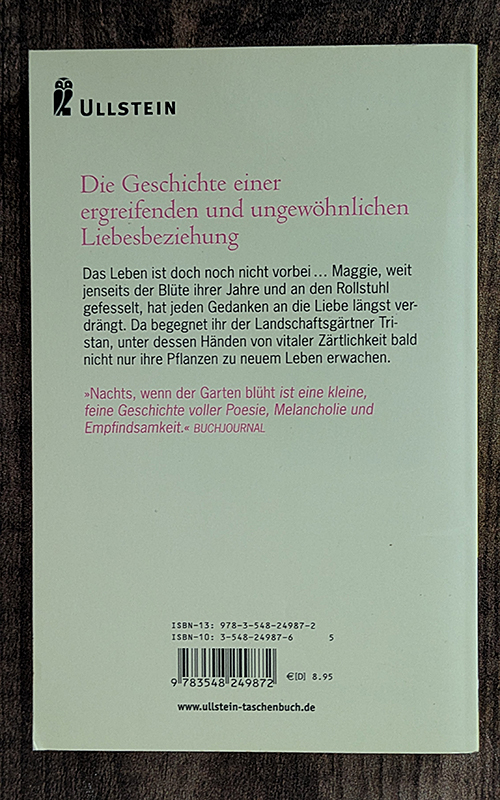 ULLSTEIN
Die Geschichte einer
ergreifenden und ungewöhnlichen
Liebesbeziehung
Das Leben ist doch noch nicht vorbei ... Maggie, weit
jenseits der Blüte ihrer Jahre und an den Rollstuhl
gefesselt, hat jeden Gedanken an die Liebe längst ver-
drängt. Da begegnet ihr der Landschaftsgärtner Tri-
stan, unter dessen Händen von vitaler Zärtlichkeit bald
nicht nur ihre Pflanzen zu neuem Leben erwachen.
»Nachts, wenn der Garten blüht ist eine kleine,
feine Geschichte voller Poesie, Melancholie und
Empfindsamkeit.« BUCHJOURNAL
ISBN-13: 978-3-548-24987-2
ISBN-10: 3-548-24987-6 5
9 783548 249872
€[D] 8.95
www.ullstein-taschenbuch.de